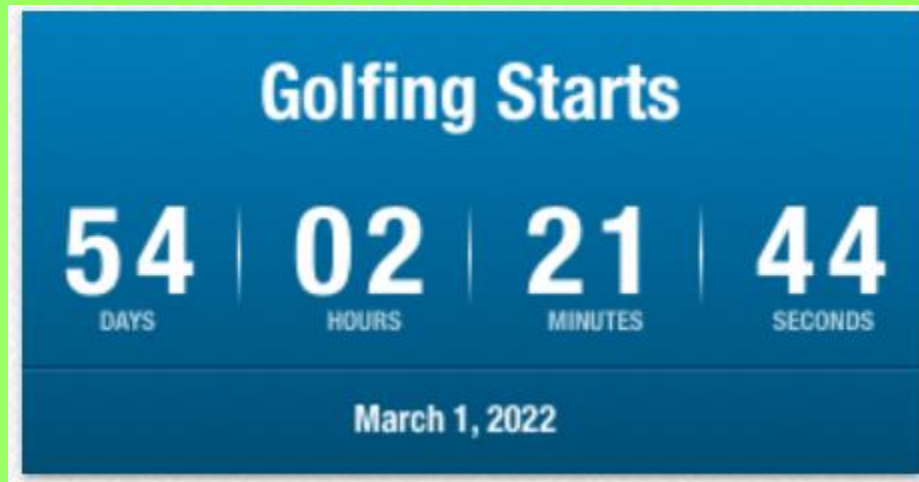 Golfing Starts
54 02 21 44
DAYS HOURS MINUTES SECONDS
March 1, 2022